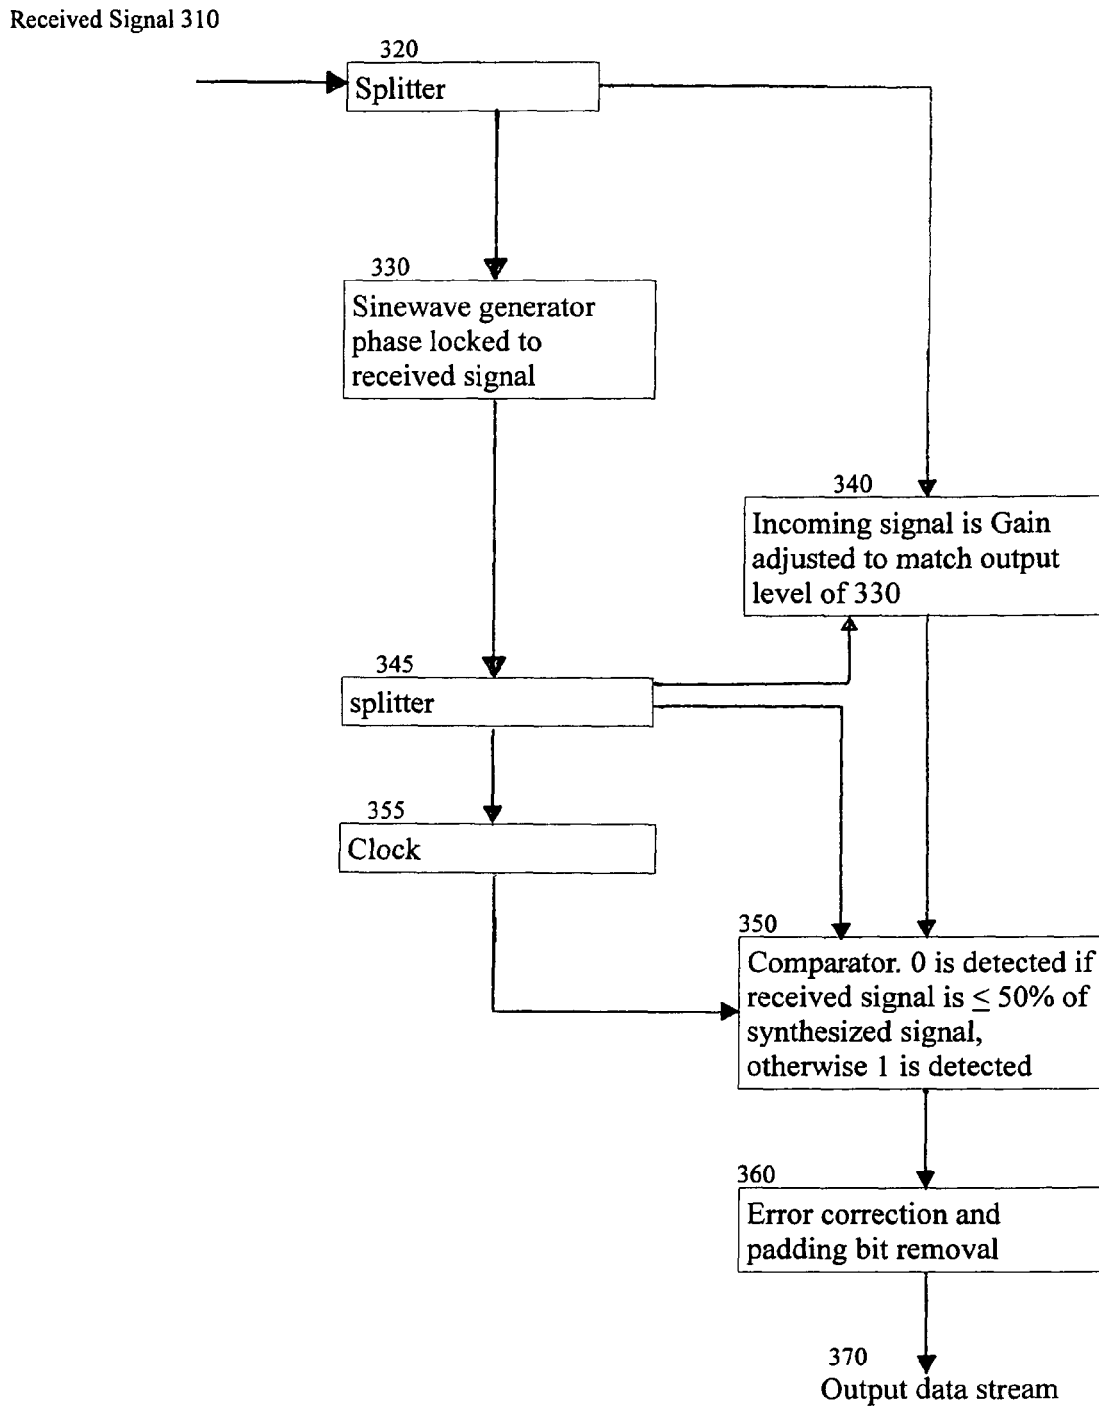 Received Signal 310
320
Splitter
330
Sinewave generator
phase locked to
received signal
340
Incoming signal is Gain
adjusted to match output
level of 330
345
splitter
355
Clock
350
Comparator. 0 is detected if
received signal is ≤ 50% of
synthesized signal,
otherwise 1 is detected
360
Error correction and
padding bit removal
370
Output data stream